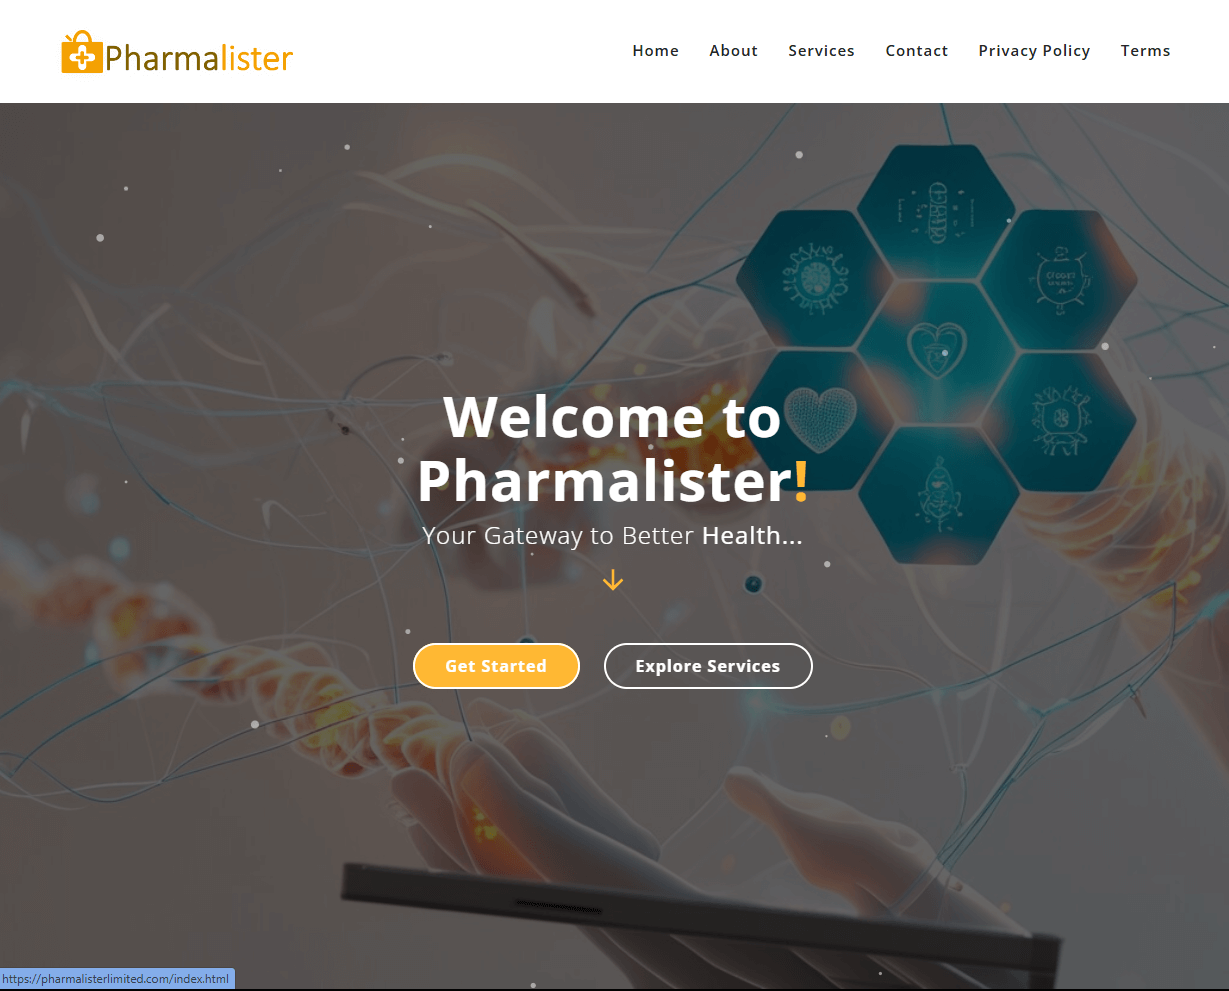 Pharmalister
Home About Services Contact Privacy Policy Terms
Welcome to
Pharmalister!
Your Gateway to Better Health...
Get Started Explore Services
https://pharmalisterlimited.com/index.html